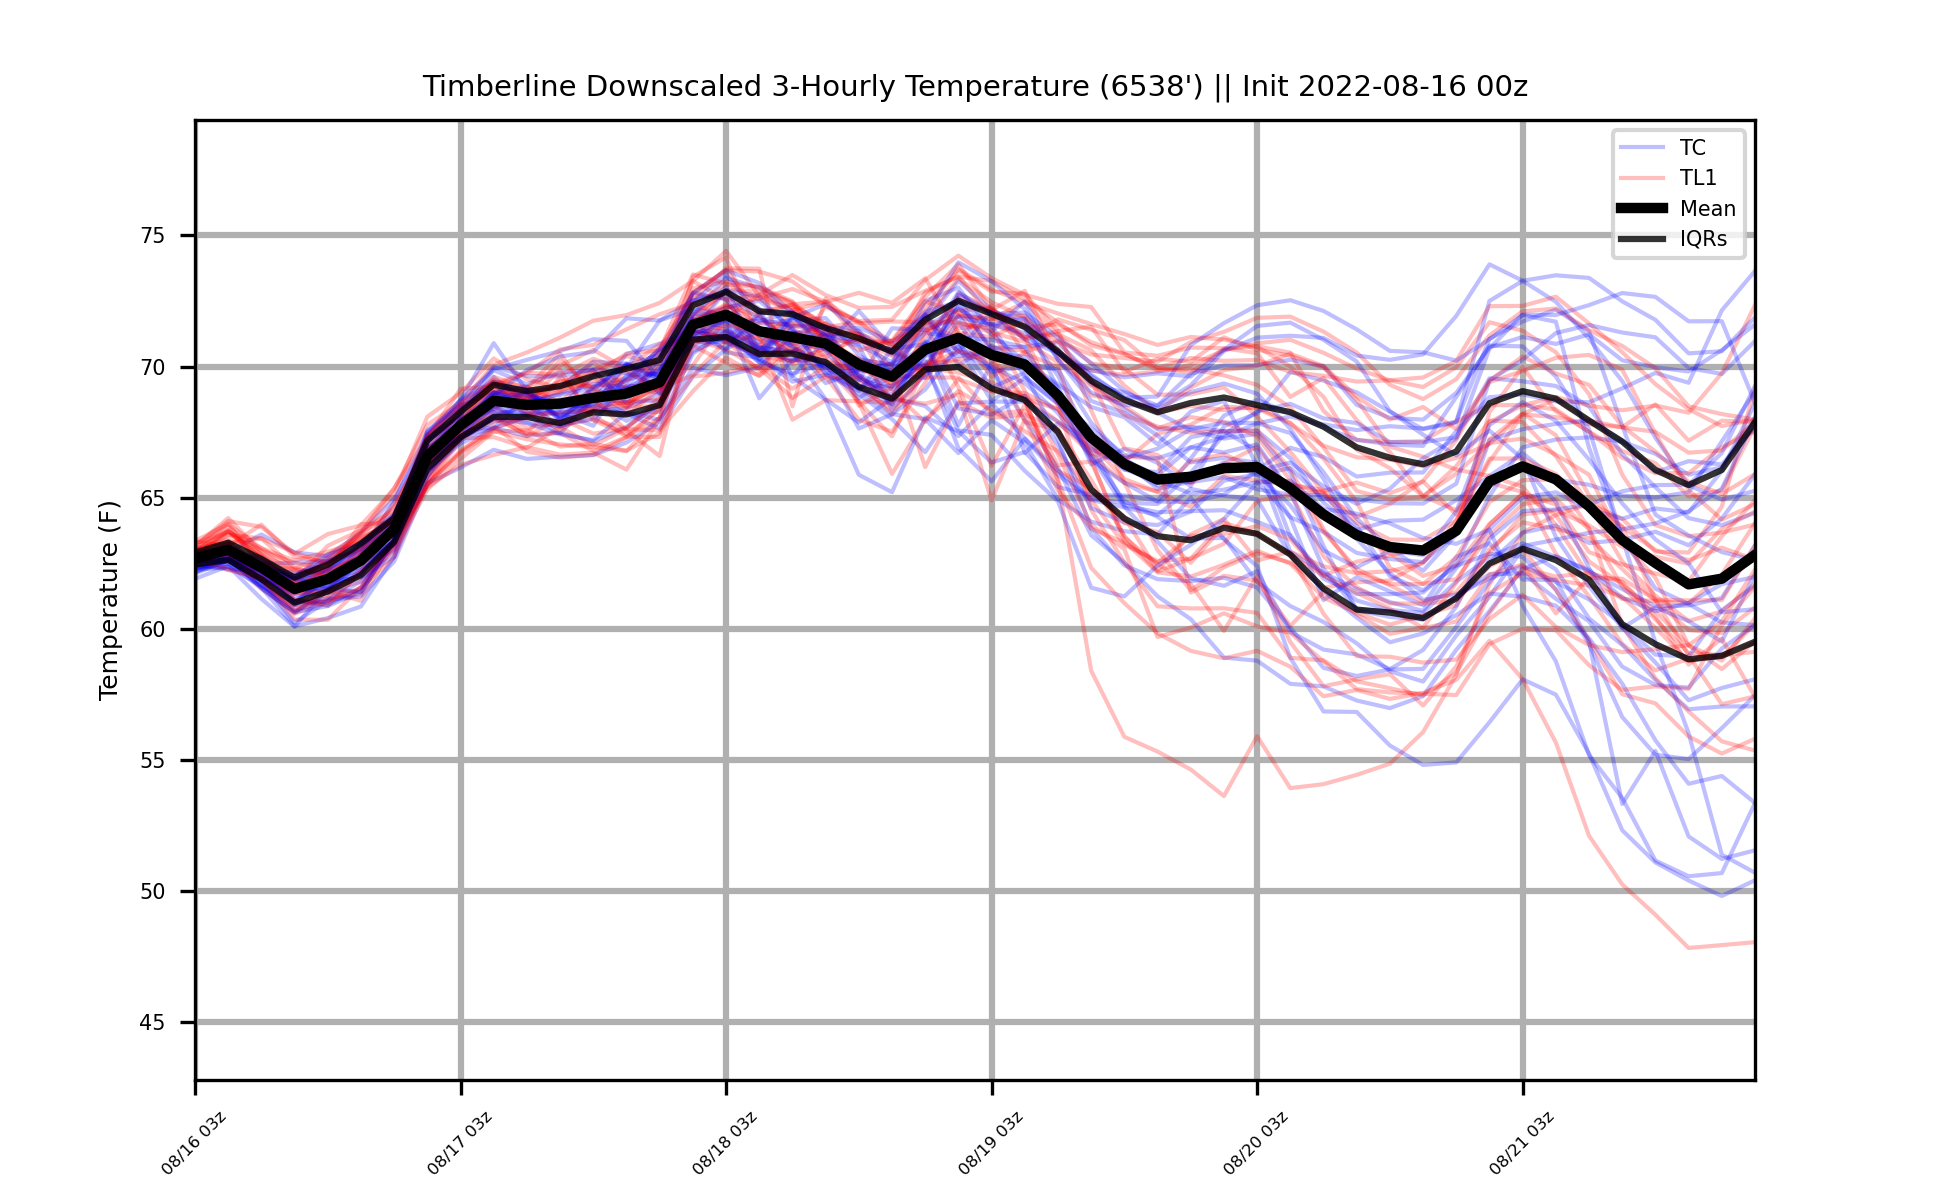 Timberline Downscaled 3-Hourly Temperature (6538') || Init 2022-08-16 00z
TC
TL1
Mean
IQRs
Temperature (F)
75
70
65
60
55
50
45
08/16 03z
08/17 03z
08/18 03z
08/19 03z
08/20 03z
08/21 03z